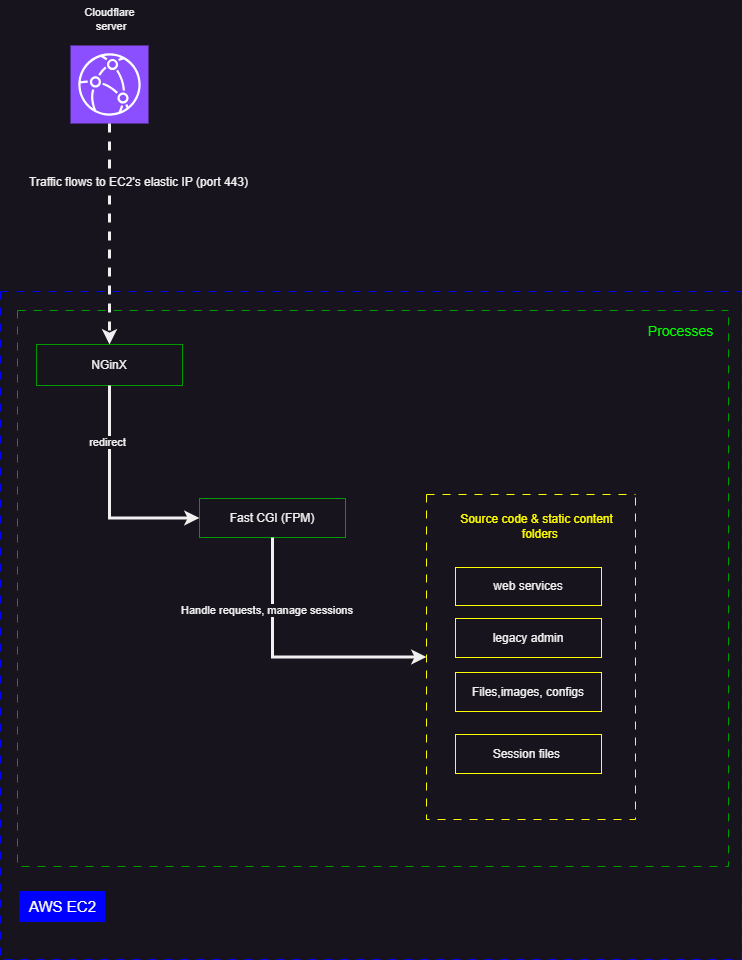 Cloudflare
server
Traffic flows to EC2's elastic IP (port 443)
Processes
NGinX
redirect
Fast CGI (FPM)
Source code & static content
folders
web services
Handle requests, manage sessions
legacy admin
Files,images, configs
Session files
AWS EC2